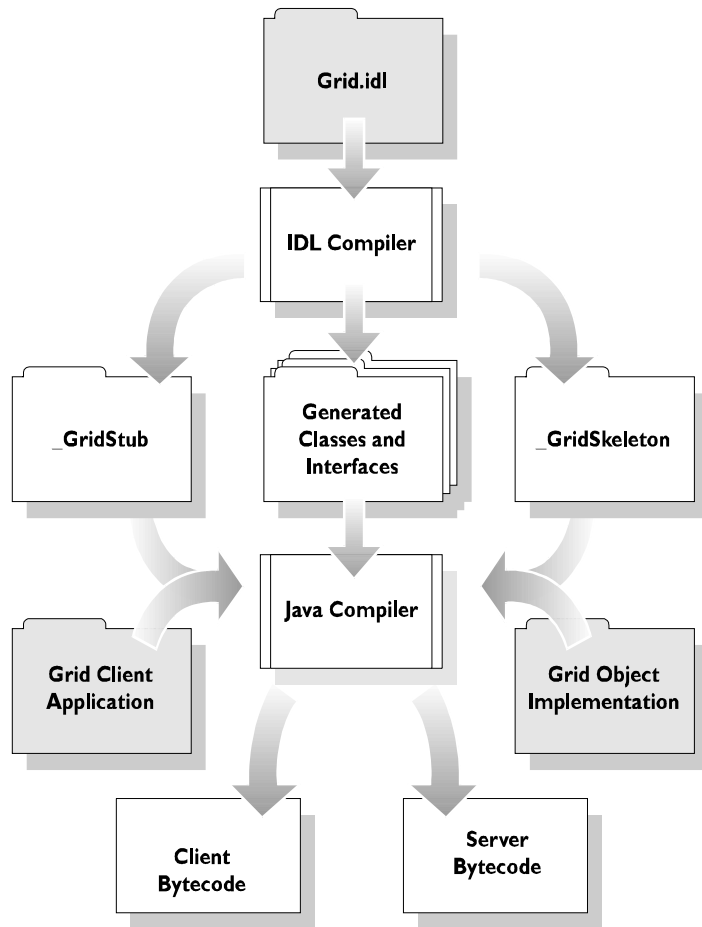 Grid.idl
IDL Compiler
_GridStub
Generated
Classes and
Interfaces
_GridSkeleton
Java Compiler
Grid Client
Application
Grid Object
Implementation
Client
Bytecode
Server
Bytecode